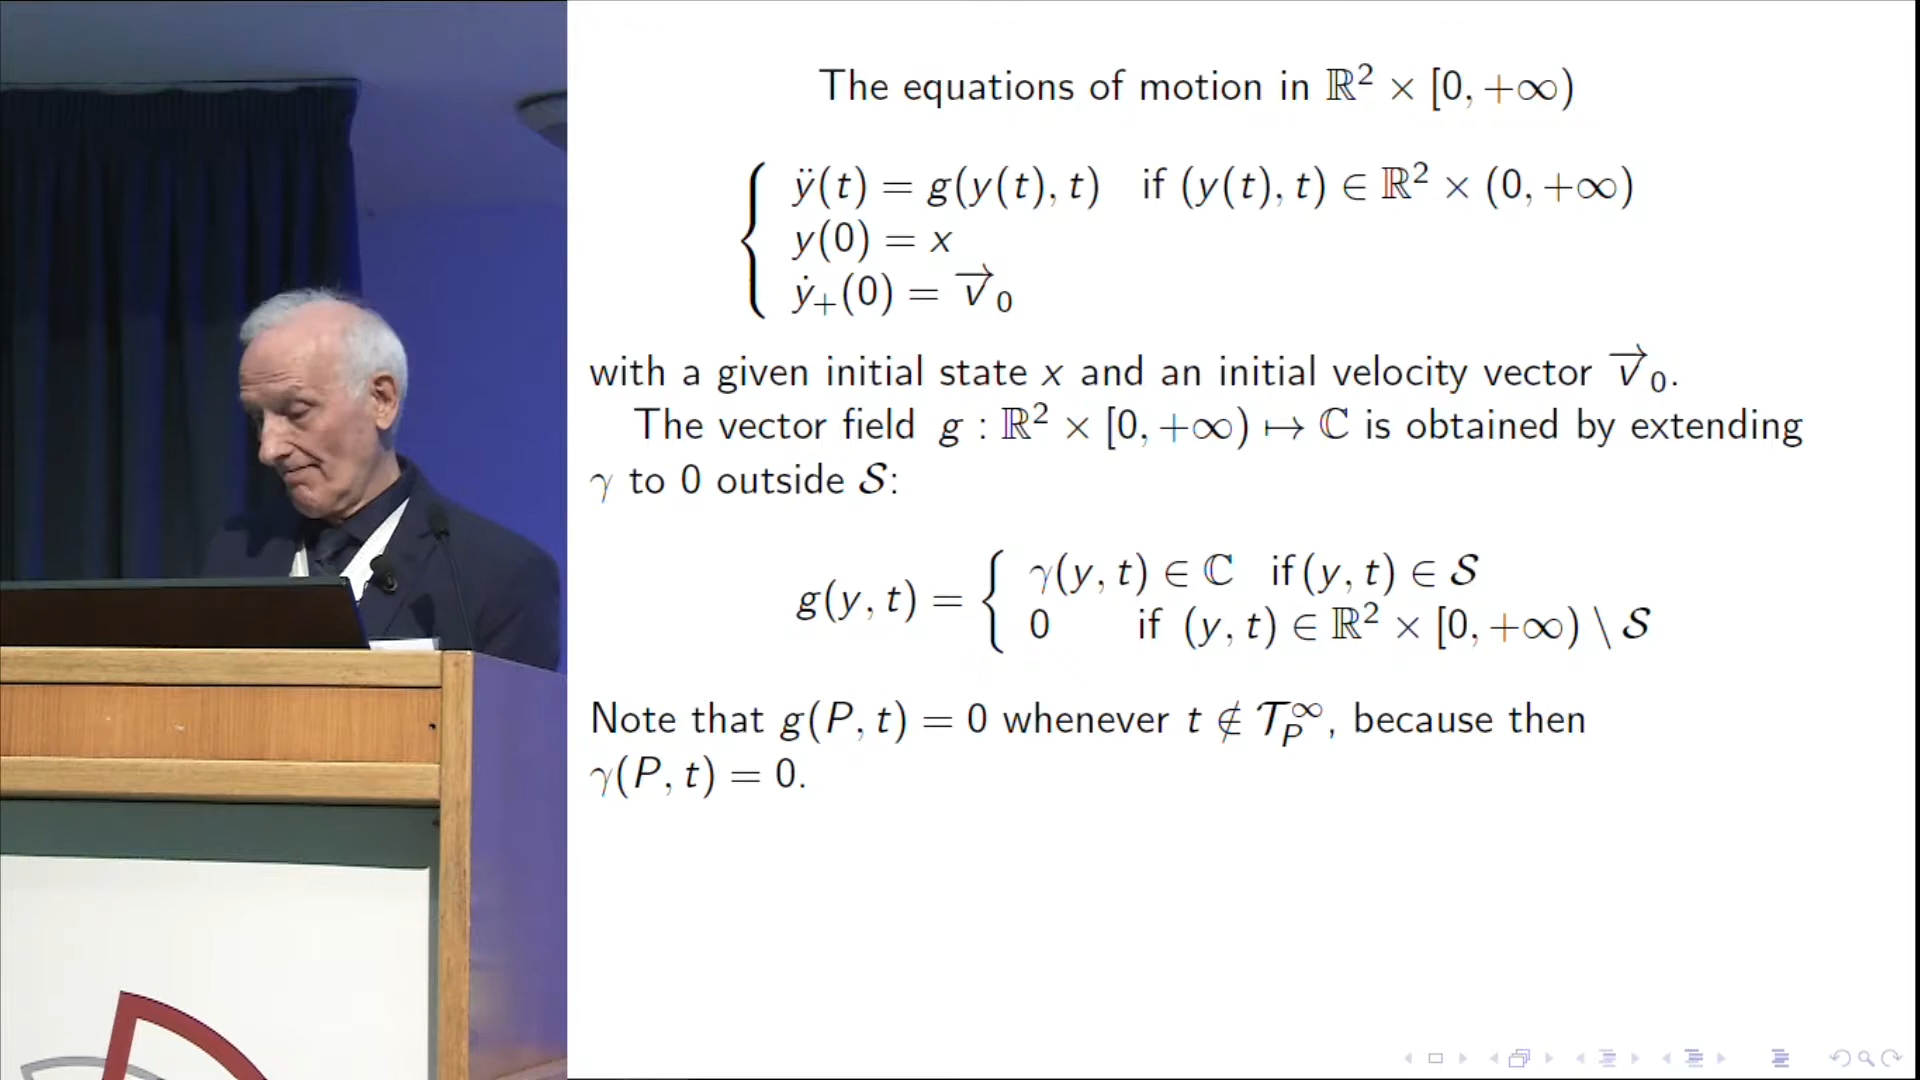 The equations of motion in ℝ² × [0, +∞)
ÿ(t) = g(y(t), t) if (y(t), t) ∈ ℝ² × (0, +∞)
y(0) = x
ẏ₊(0) = v⃗₀
with a given initial state x and an initial velocity vector v⃗₀.
The vector field g : ℝ² × [0, +∞) ↦ ℂ is obtained by extending
γ to 0 outside 𝒮:
g(y, t) = { γ(y, t) ∈ ℂ if (y, t) ∈ 𝒮
0 if (y, t) ∈ ℝ² × [0, +∞) \ 𝒮
Note that g(P, t) = 0 whenever t ∉ 𝒯_P^∞, because then
γ(P, t) = 0.